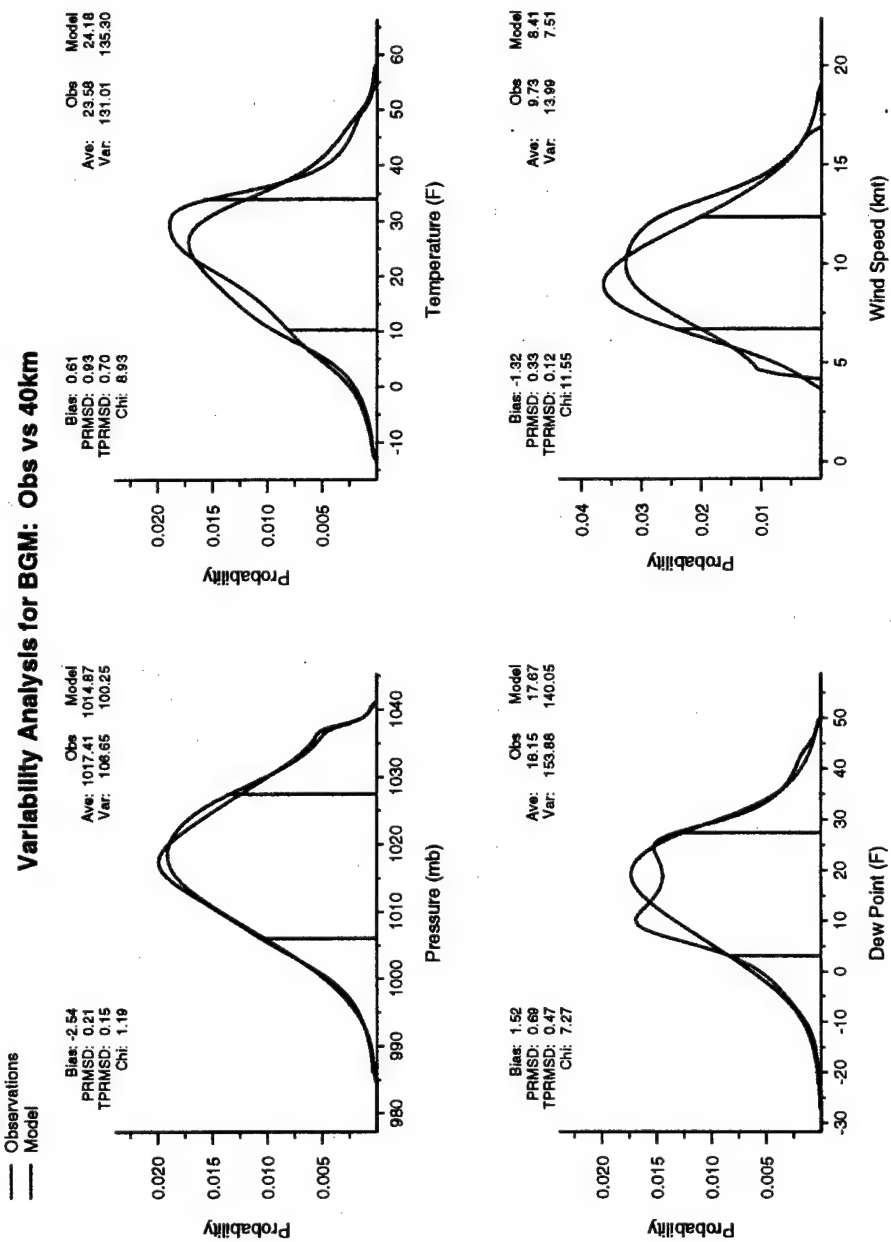 Observations
Model
Variability Analysis for BGM: Obs vs 40km
Bias: -2.54
PRMSD: 0.21
TPRMSD: 0.15
Chi: 1.19
Obs Model
Ave: 1017.41 1014.87
Var: 106.65 100.25
Probability
0.020
0.015
0.010
0.005
980 990 1000 1010 1020 1030 1040
Pressure (mb)
Bias: 0.61
PRMSD: 0.93
TPRMSD: 0.70
Chi: 8.93
Obs Model
Ave: 23.58 24.18
Var: 131.01 135.30
Probability
0.020
0.015
0.010
0.005
-10 0 10 20 30 40 50 60
Temperature (F)
Bias: 1.52
PRMSD: 0.69
TPRMSD: 0.47
Chi: 7.27
Obs Model
Ave: 16.15 17.67
Var: 153.88 140.05
Probability
0.020
0.015
0.010
0.005
-30 -20 -10 0 10 20 30 40 50
Dew Point (F)
Bias: -1.32
PRMSD: 0.33
TPRMSD: 0.12
Chi: 11.55
Obs Model
Ave: 9.73 8.41
Var: 13.99 7.51
Probability
0.04
0.03
0.02
0.01
0 5 10 15 20
Wind Speed (knt)